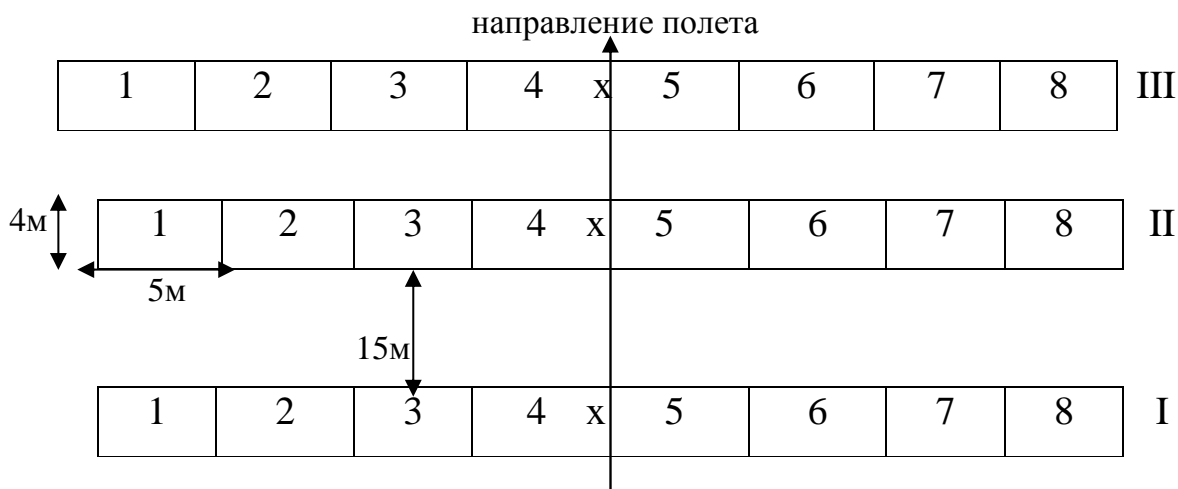 направление полета
1 2 3 4 х 5 6 7 8 III
4м 1 2 3 4 х 5 6 7 8 II
5м
15м
1 2 3 4 х 5 6 7 8 I